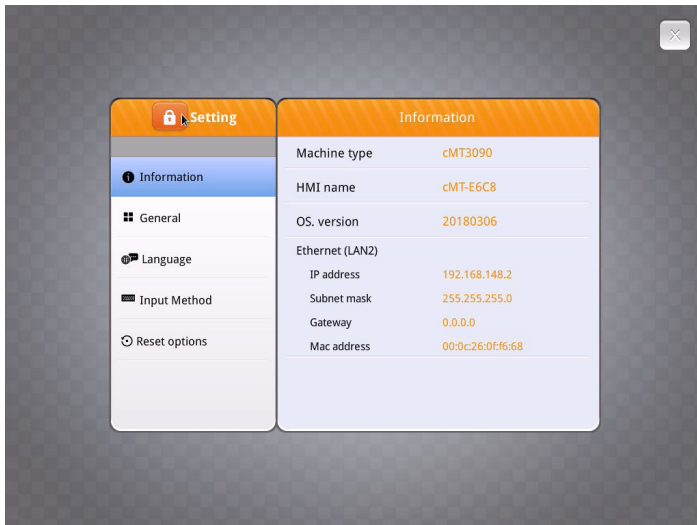 X
Setting
Information
Information
General
Language
Input Method
Reset options
Machine type cMT3090
HMI name cMT-E6C8
OS. version 20180306
Ethernet (LAN2)
IP address 192.168.148.2
Subnet mask 255.255.255.0
Gateway 0.0.0.0
Mac address 00:0c:26:0f:f6:68